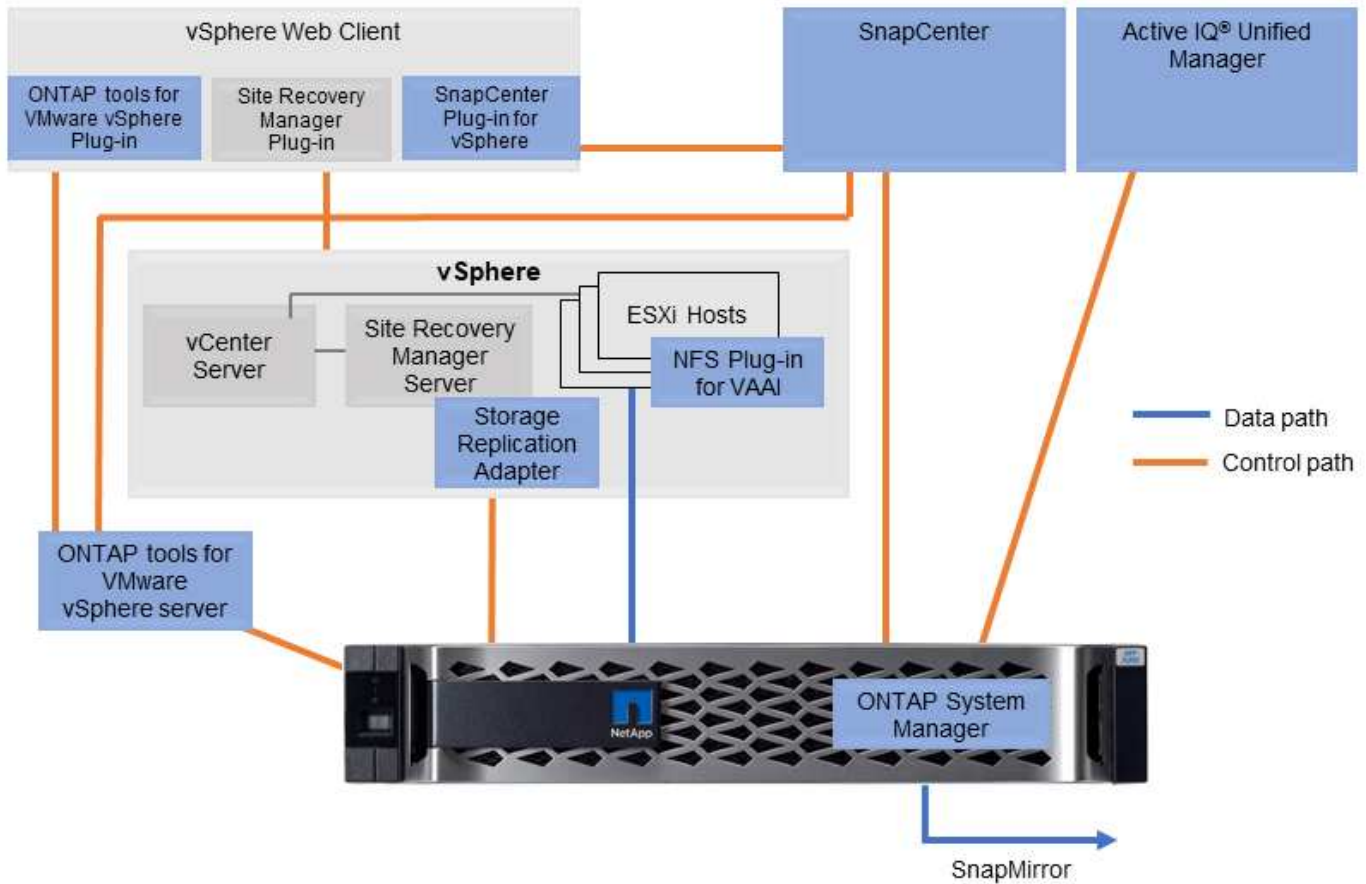 vSphere Web Client
ONTAP tools for
VMware vSphere
Plug-in
Site Recovery
Manager
Plug-in
SnapCenter
Plug-in for
vSphere
SnapCenter
Active IQ® Unified
Manager
vSphere
vCenter
Server
Site Recovery
Manager
Server
Storage
Replication
Adapter
ESXi Hosts
NFS Plug-in
for VAAI
Data path
Control path
ONTAP tools for
VMware
vSphere server
NetApp
ONTAP System
Manager
SnapMirror